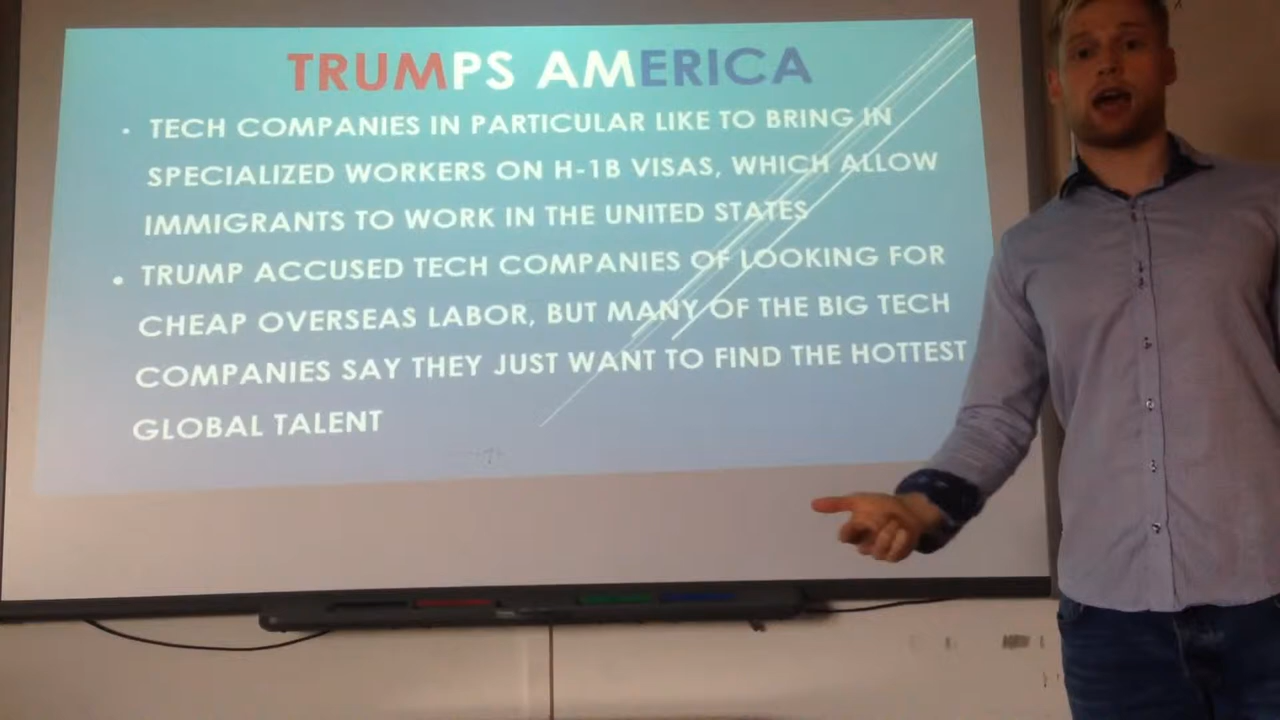 TRUMPS AMERICA
• TECH COMPANIES IN PARTICULAR LIKE TO BRING IN
SPECIALIZED WORKERS ON H-1B VISAS, WHICH ALLOW
IMMIGRANTS TO WORK IN THE UNITED STATES
• TRUMP ACCUSED TECH COMPANIES OF LOOKING FOR
CHEAP OVERSEAS LABOR, BUT MANY OF THE BIG TECH
COMPANIES SAY THEY JUST WANT TO FIND THE HOTTEST
GLOBAL TALENT